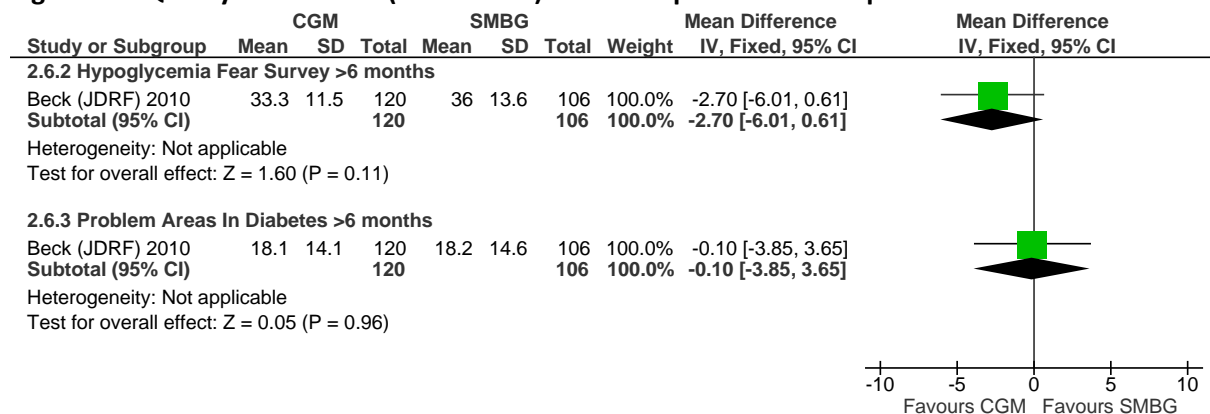 CGM SMBG Mean Difference Mean Difference
Study or Subgroup Mean SD Total Mean SD Total Weight IV, Fixed, 95% CI IV, Fixed, 95% CI
2.6.2 Hypoglycemia Fear Survey >6 months
Beck (JDRF) 2010 33.3 11.5 120 36 13.6 106 100.0% -2.70 [-6.01, 0.61]
Subtotal (95% CI) 120 106 100.0% -2.70 [-6.01, 0.61]
Heterogeneity: Not applicable
Test for overall effect: Z = 1.60 (P = 0.11)
2.6.3 Problem Areas In Diabetes >6 months
Beck (JDRF) 2010 18.1 14.1 120 18.2 14.6 106 100.0% -0.10 [-3.85, 3.65]
Subtotal (95% CI) 120 106 100.0% -0.10 [-3.85, 3.65]
Heterogeneity: Not applicable
Test for overall effect: Z = 0.05 (P = 0.96)
-10 -5 0 5 10
Favours CGM Favours SMBG